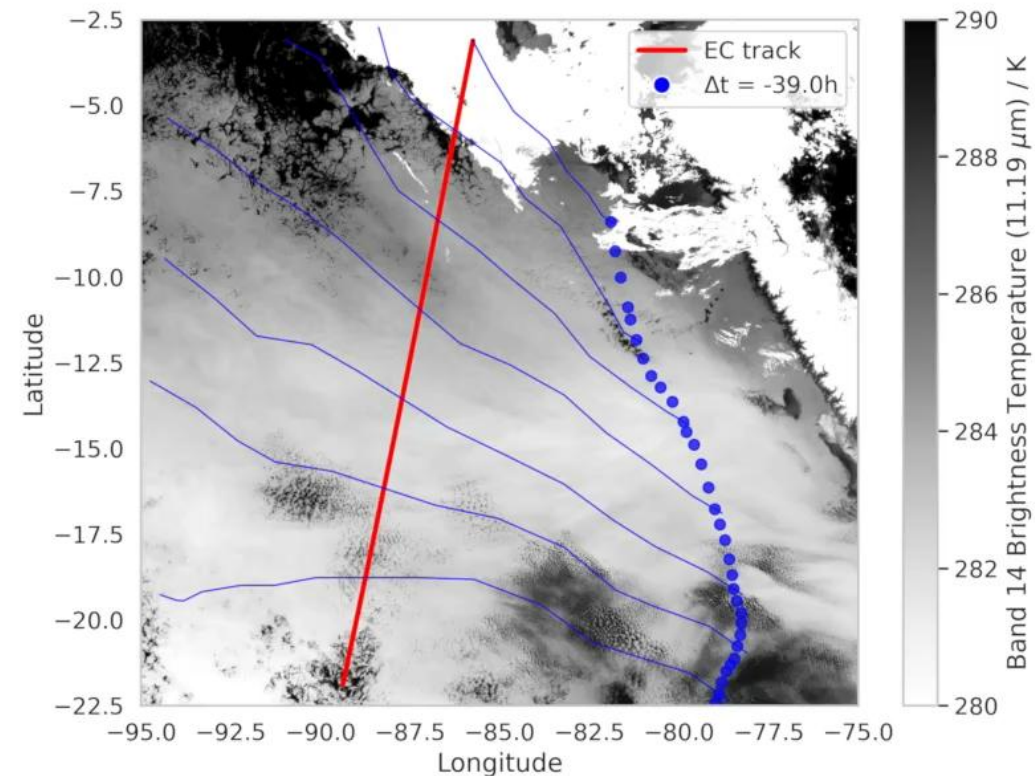 EC track
Δt = -39.0h
−2.5
−5.0
−7.5
−10.0
−12.5
−15.0
−17.5
−20.0
−22.5
Latitude
−95.0 −92.5 −90.0 −87.5 −85.0 −82.5 −80.0 −77.5 −75.0
Longitude
290
288
286
284
282
280
Band 14 Brightness Temperature (11.19 μm) / K